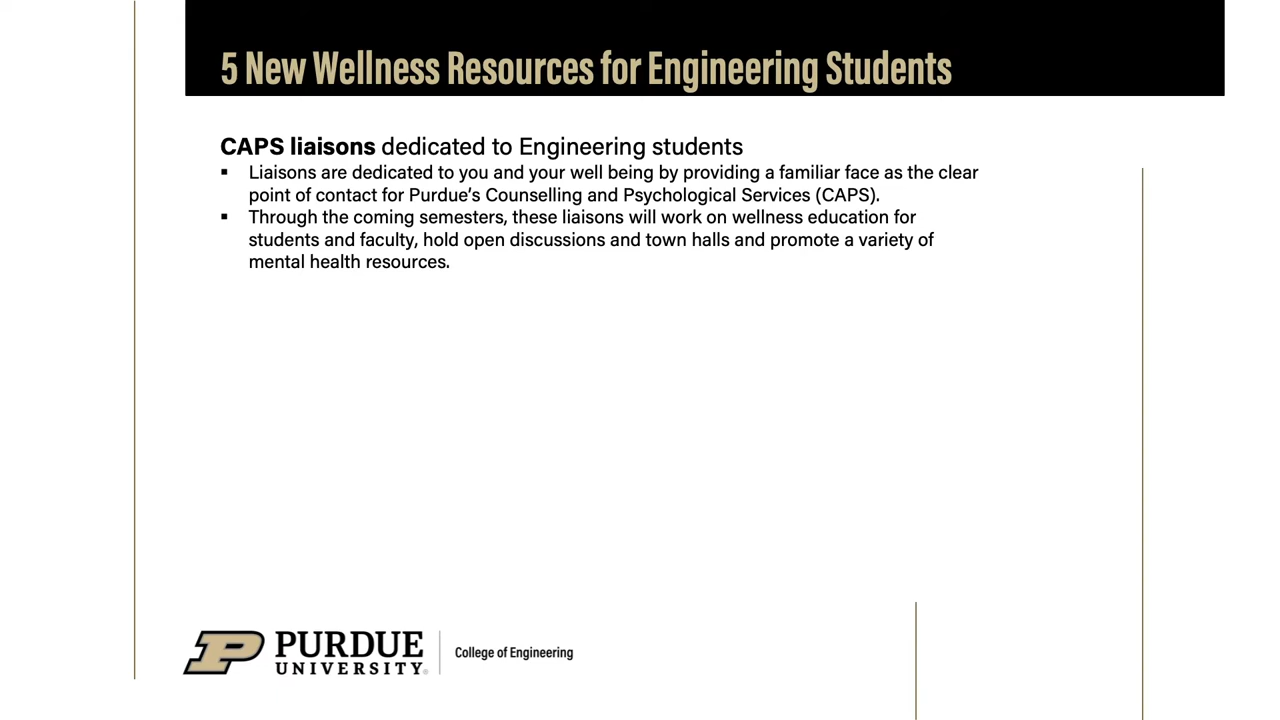 5 New Wellness Resources for Engineering Students
CAPS liaisons dedicated to Engineering students
▪ Liaisons are dedicated to you and your well being by providing a familiar face as the clear
point of contact for Purdue’s Counselling and Psychological Services (CAPS).
▪ Through the coming semesters, these liaisons will work on wellness education for
students and faculty, hold open discussions and town halls and promote a variety of
mental health resources.
P PURDUE
UNIVERSITY®
College of Engineering